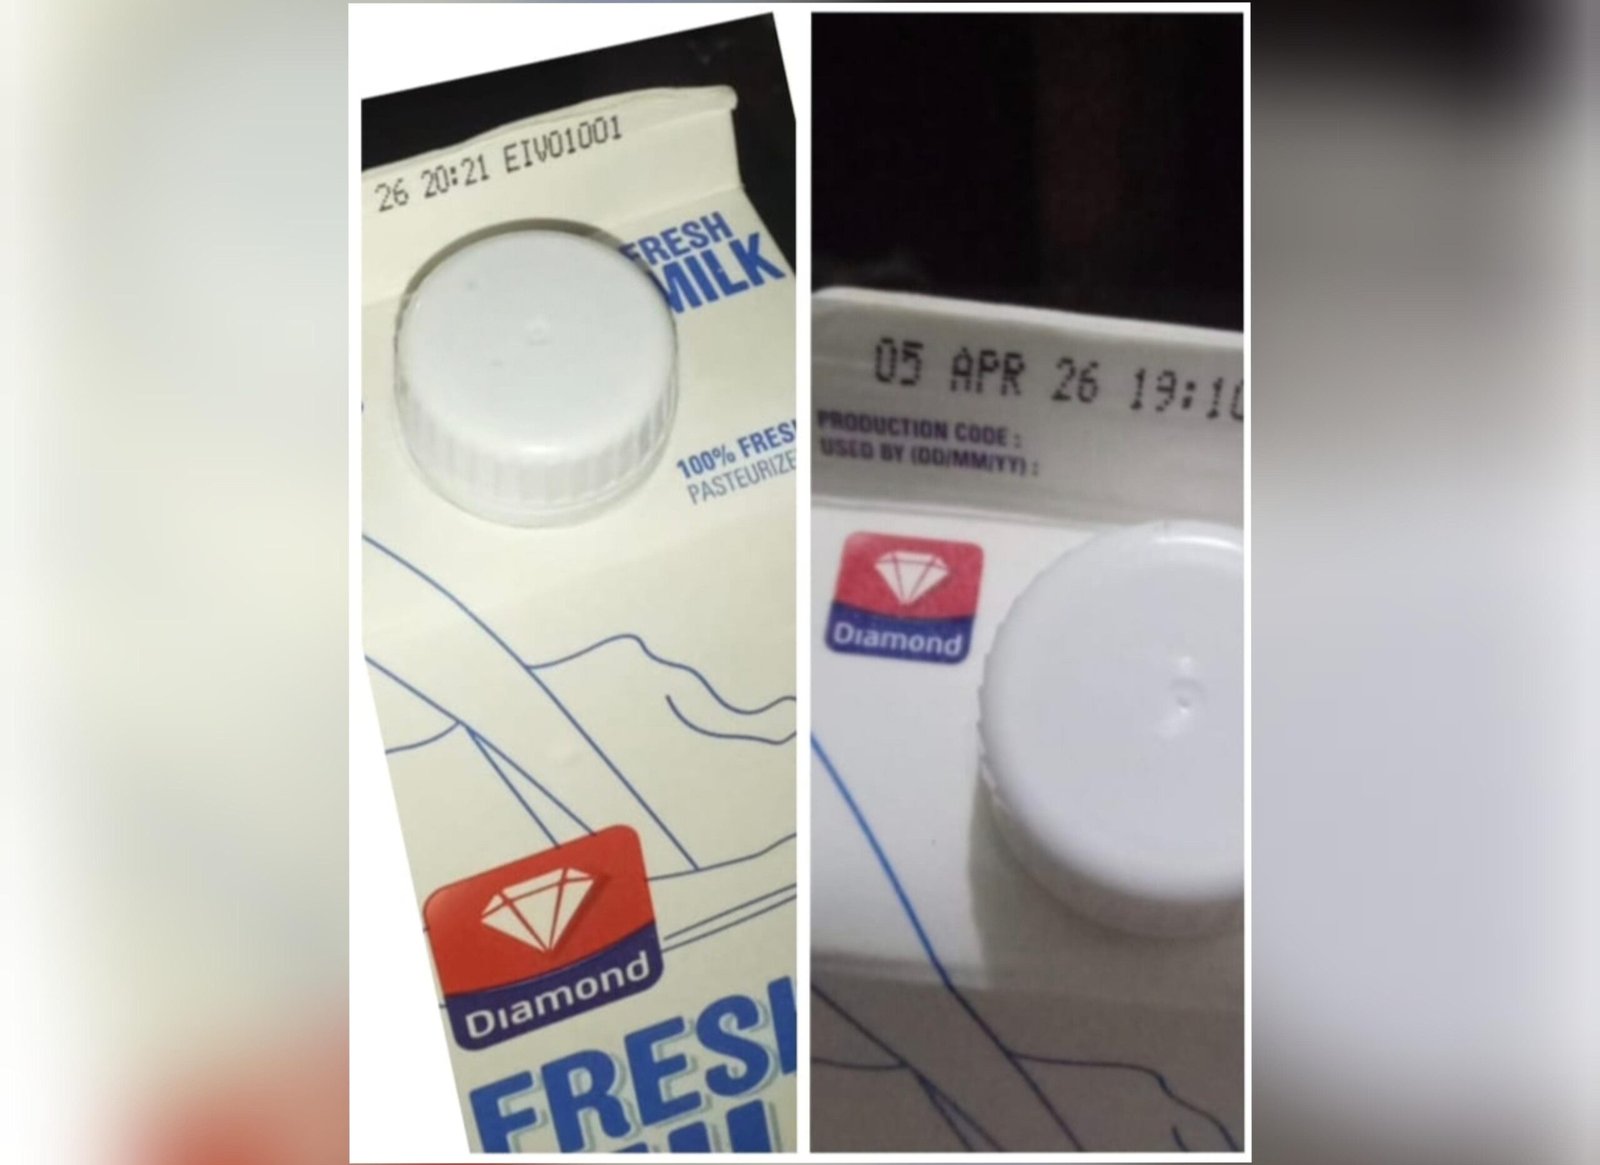 26 20:21 EIV01001
FRESH
MILK
100% FRES
PASTEURIZE
Diamond
FRESH
05 APR 26 19:10
PRODUCTION CODE :
USED BY (DD/MM/YY) :
Diamond